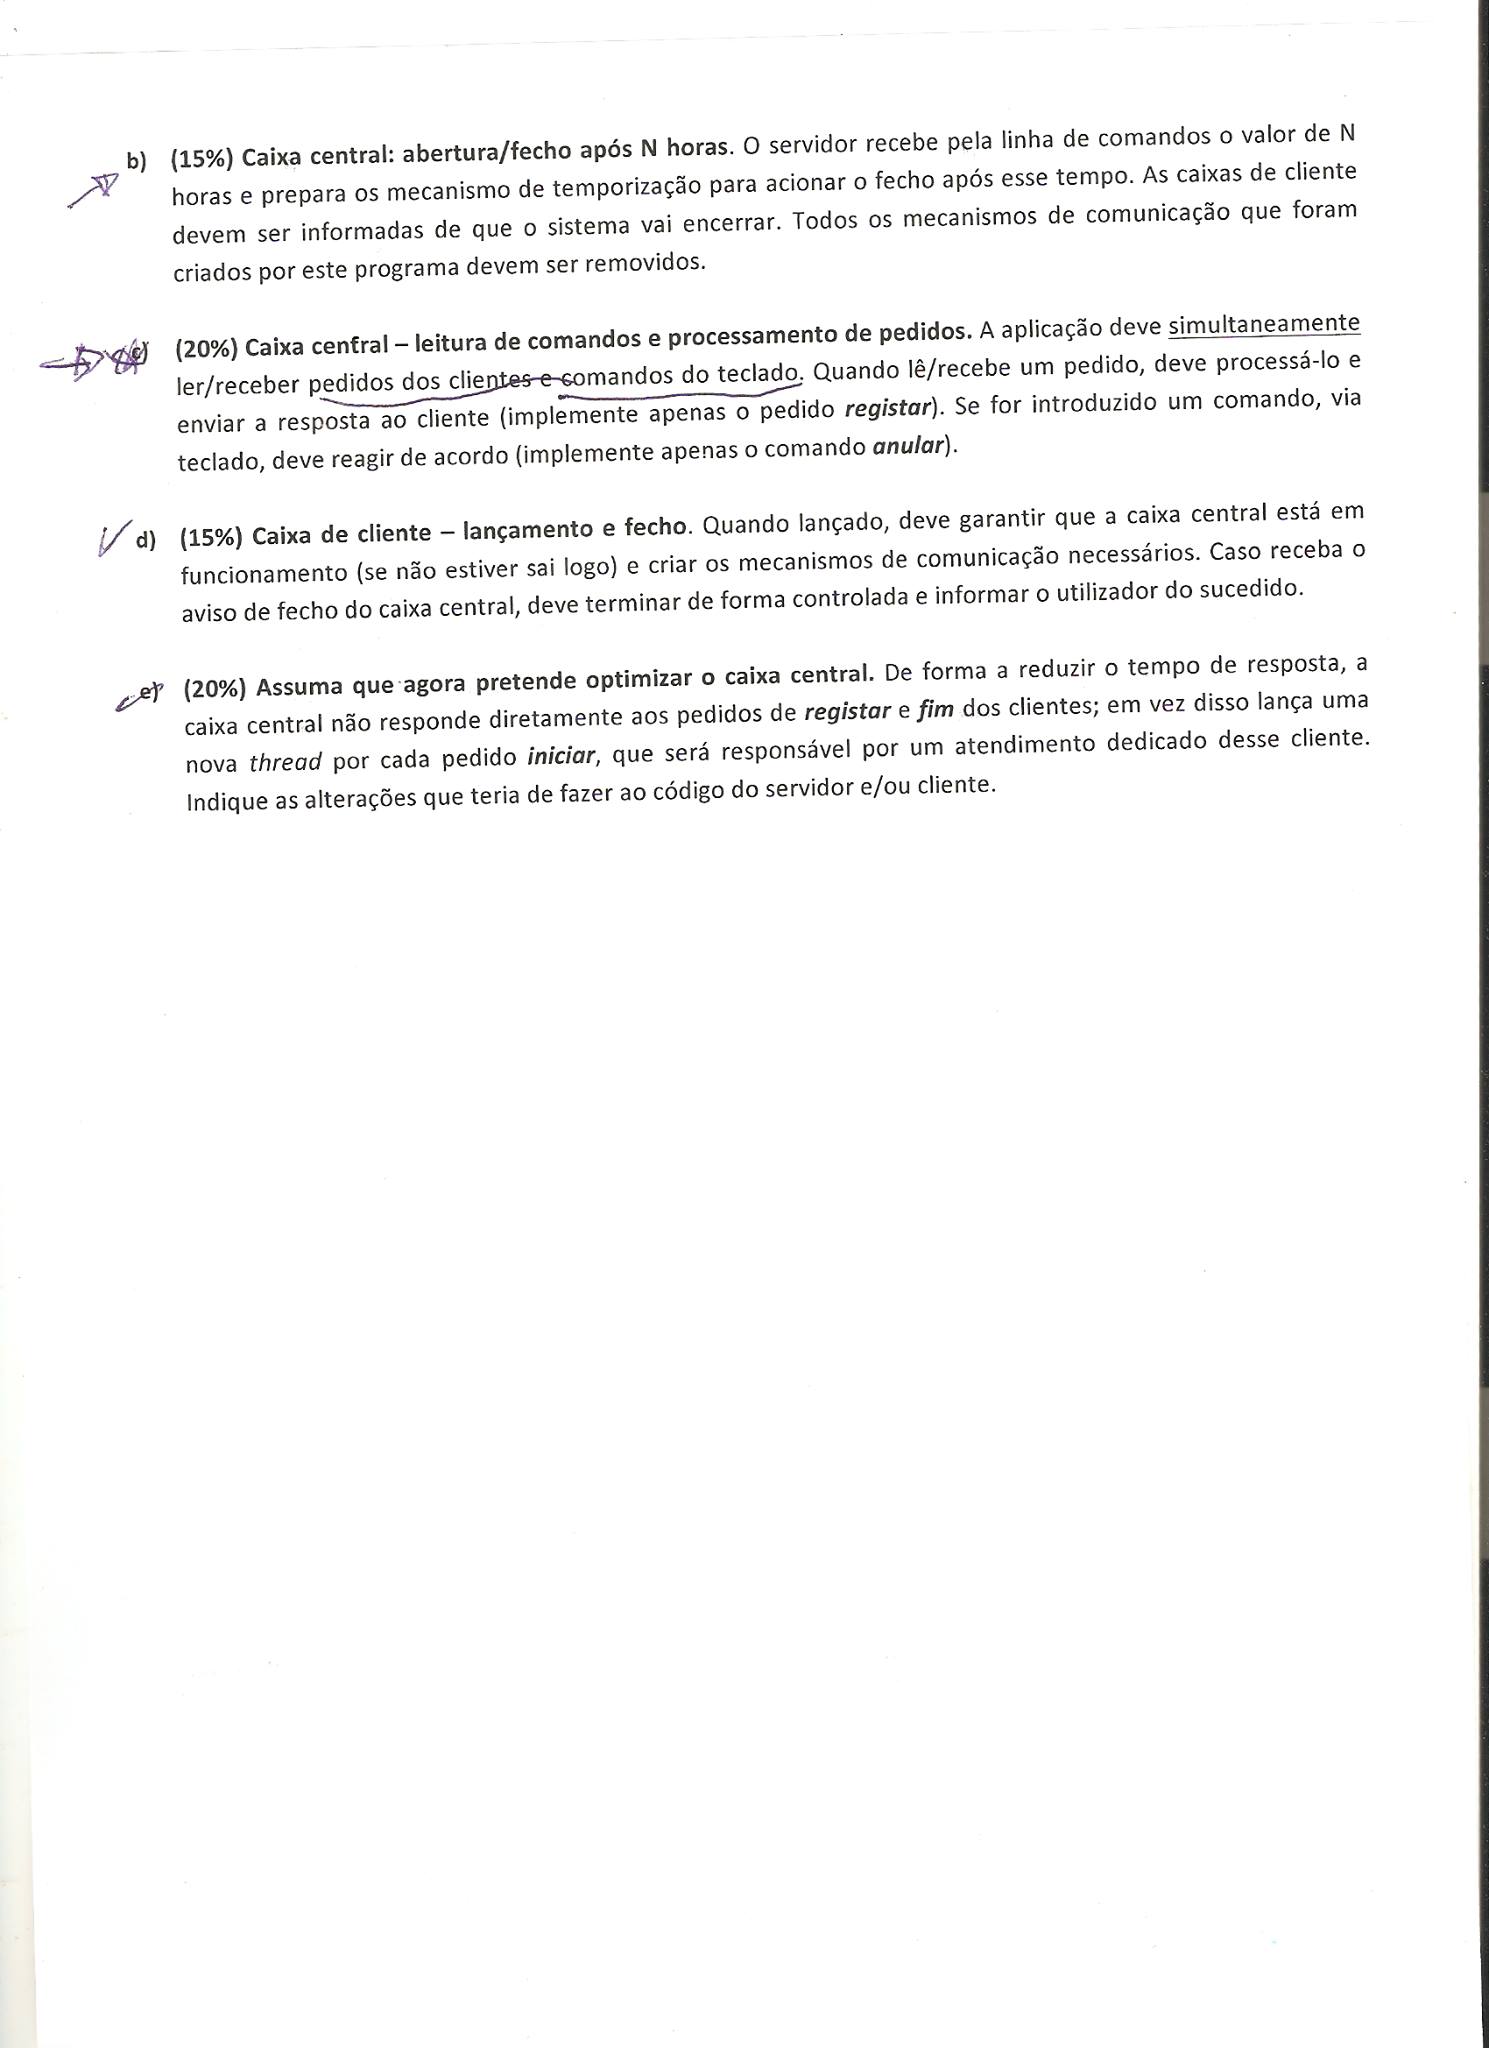 b) (15%) Caixa central: abertura/fecho após N horas. O servidor recebe pela linha de comandos o valor de N
horas e prepara os mecanismo de temporização para acionar o fecho após esse tempo. As caixas de cliente
devem ser informadas de que o sistema vai encerrar. Todos os mecanismos de comunicação que foram
criados por este programa devem ser removidos.
c) (20%) Caixa central – leitura de comandos e processamento de pedidos. A aplicação deve simultaneamente
ler/receber pedidos dos clientes e comandos do teclado. Quando lê/recebe um pedido, deve processá-lo e
enviar a resposta ao cliente (implemente apenas o pedido registar). Se for introduzido um comando, via
teclado, deve reagir de acordo (implemente apenas o comando anular).
d) (15%) Caixa de cliente – lançamento e fecho. Quando lançado, deve garantir que a caixa central está em
funcionamento (se não estiver sai logo) e criar os mecanismos de comunicação necessários. Caso receba o
aviso de fecho do caixa central, deve terminar de forma controlada e informar o utilizador do sucedido.
e) (20%) Assuma que agora pretende optimizar o caixa central. De forma a reduzir o tempo de resposta, a
caixa central não responde diretamente aos pedidos de registar e fim dos clientes; em vez disso lança uma
nova thread por cada pedido iniciar, que será responsável por um atendimento dedicado desse cliente.
Indique as alterações que teria de fazer ao código do servidor e/ou cliente.